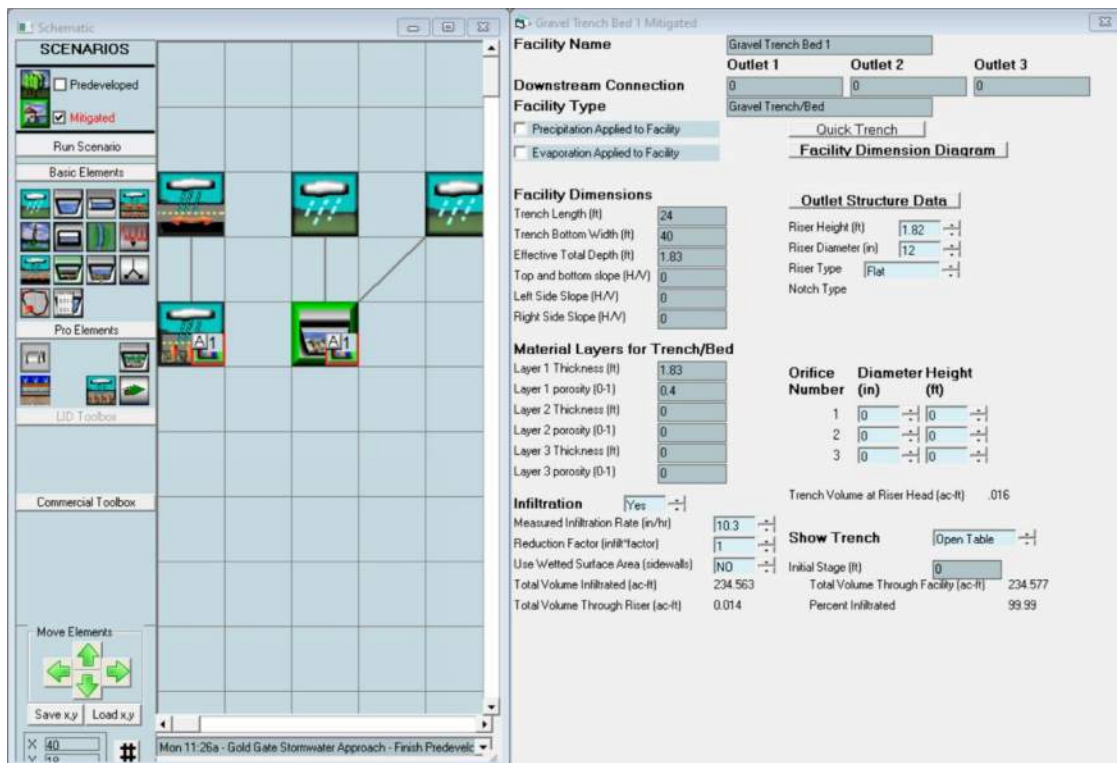 Schematic
SCENARIOS
Predeveloped
Mitigated
Run Scenario
Basic Elements
Pro Elements
LID Toolbox
Commercial Toolbox
Move Elements
Save x,y Load x,y
X 40
A 1
A 1
Mon 11:26a - Gold Gate Stormwater Approach - Finish Predevelc
Gravel Trench Bed 1 Mitigated
Facility Name Gravel Trench Bed 1
Outlet 1 Outlet 2 Outlet 3
Downstream Connection 0 0 0
Facility Type Gravel Trench/Bed
Precipitation Applied to Facility Quick Trench
Evaporation Applied to Facility Facility Dimension Diagram
Facility Dimensions
Trench Length (ft) 24
Trench Bottom Width (ft) 40
Effective Total Depth (ft) 1.83
Top and bottom slope (H/V) 0
Left Side Slope (H/V) 0
Right Side Slope (H/V) 0
Material Layers for Trench/Bed
Layer 1 Thickness (ft) 1.83
Layer 1 porosity (0-1) 0.4
Layer 2 Thickness (ft) 0
Layer 2 porosity (0-1) 0
Layer 3 Thickness (ft) 0
Layer 3 porosity (0-1) 0
Infiltration Yes
Measured Infiltration Rate (in/hr) 10.3
Reduction Factor (infilt*factor) 1
Use Wetted Surface Area (sidewalls) NO
Total Volume Infiltrated (ac-ft) 234.563
Total Volume Through Riser (ac-ft) 0.014
Outlet Structure Data
Riser Height (ft) 1.82
Riser Diameter (in) 12
Riser Type Flat
Notch Type
Orifice Diameter Height
Number (in) (ft)
1 0 0
2 0 0
3 0 0
Trench Volume at Riser Head (ac-ft) .016
Show Trench Open Table
Initial Stage (ft) 0
Total Volume Through Facility (ac-ft) 234.577
Percent Infiltrated 99.99